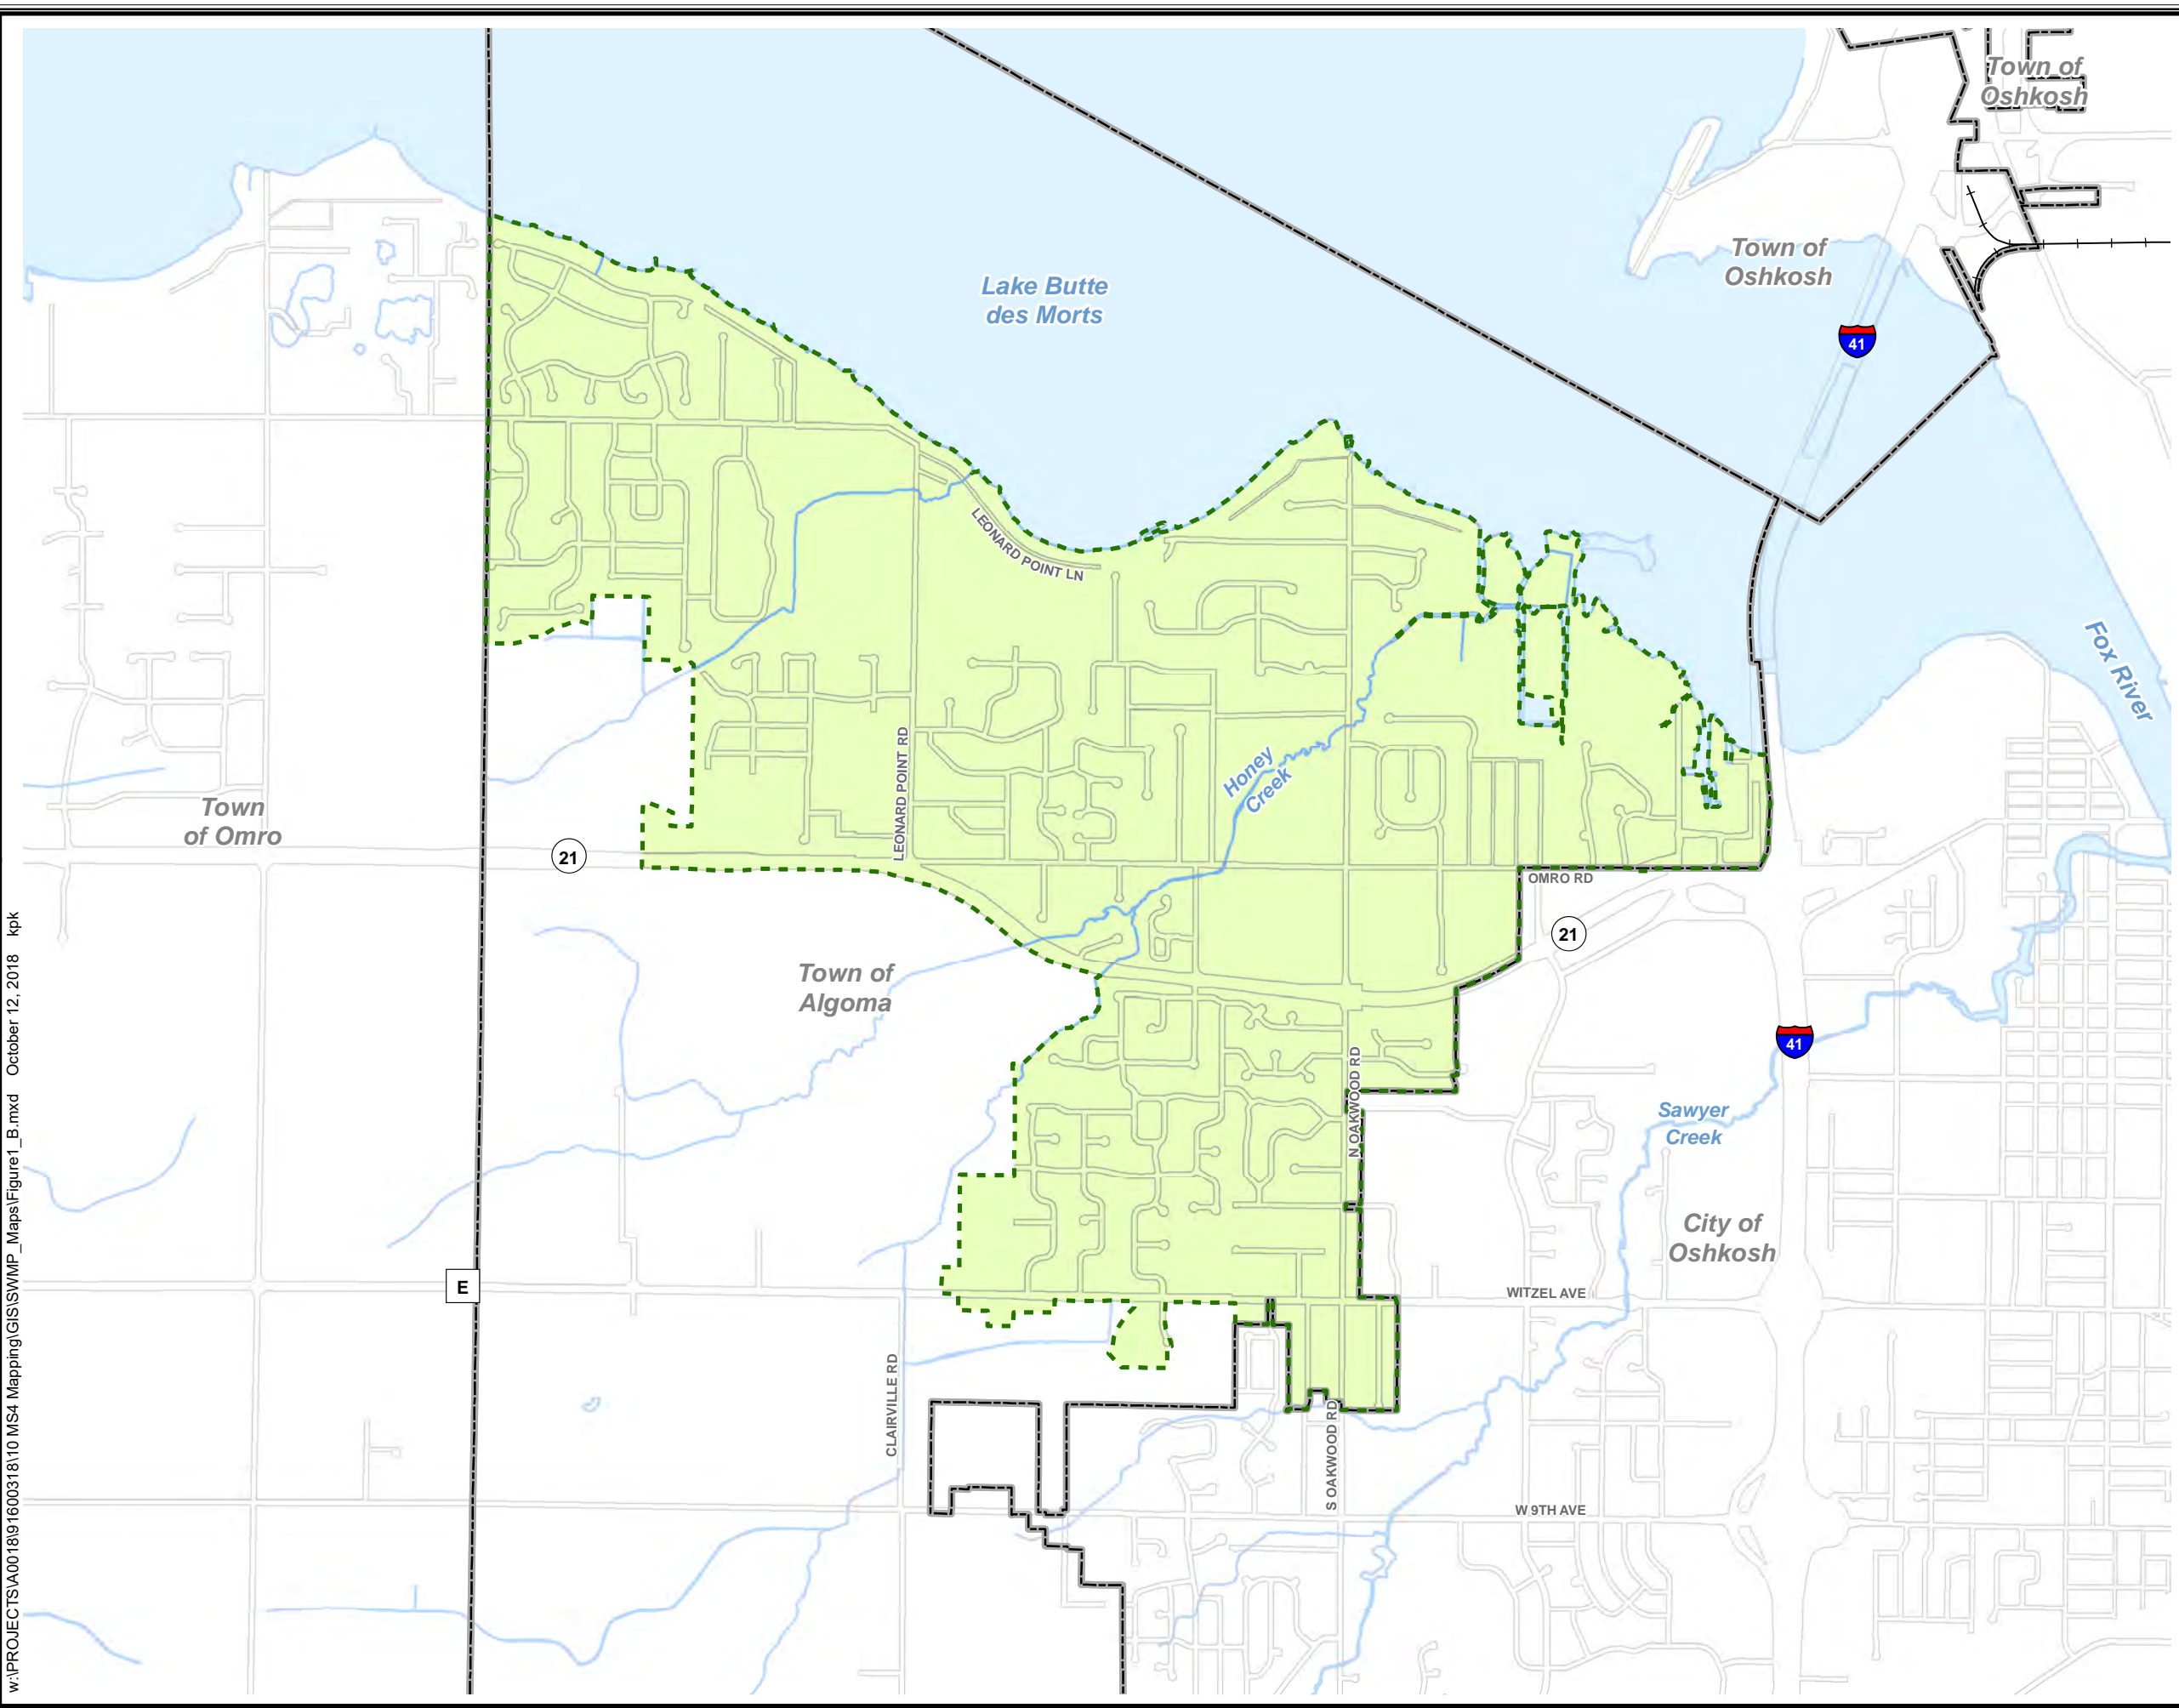 Town of
Oshkosh
Town of
Oshkosh
Lake Butte
des Morts
41
LEONARD POINT LN
Fox River
LEONARD POINT RD
Honey
Creek
Town
of Omro
21
OMRO RD
21
Town of
Algoma
41
N OAKWOOD RD
Sawyer
Creek
City of
Oshkosh
E
WITZEL AVE
CLAIRVILLE RD
S OAKWOOD RD
W 9TH AVE
w:\PROJECTS\A0018\91600318\10 MS4 Mapping\GIS\SWMP_Maps\Figure1_B.mxd October 12, 2018 kpk